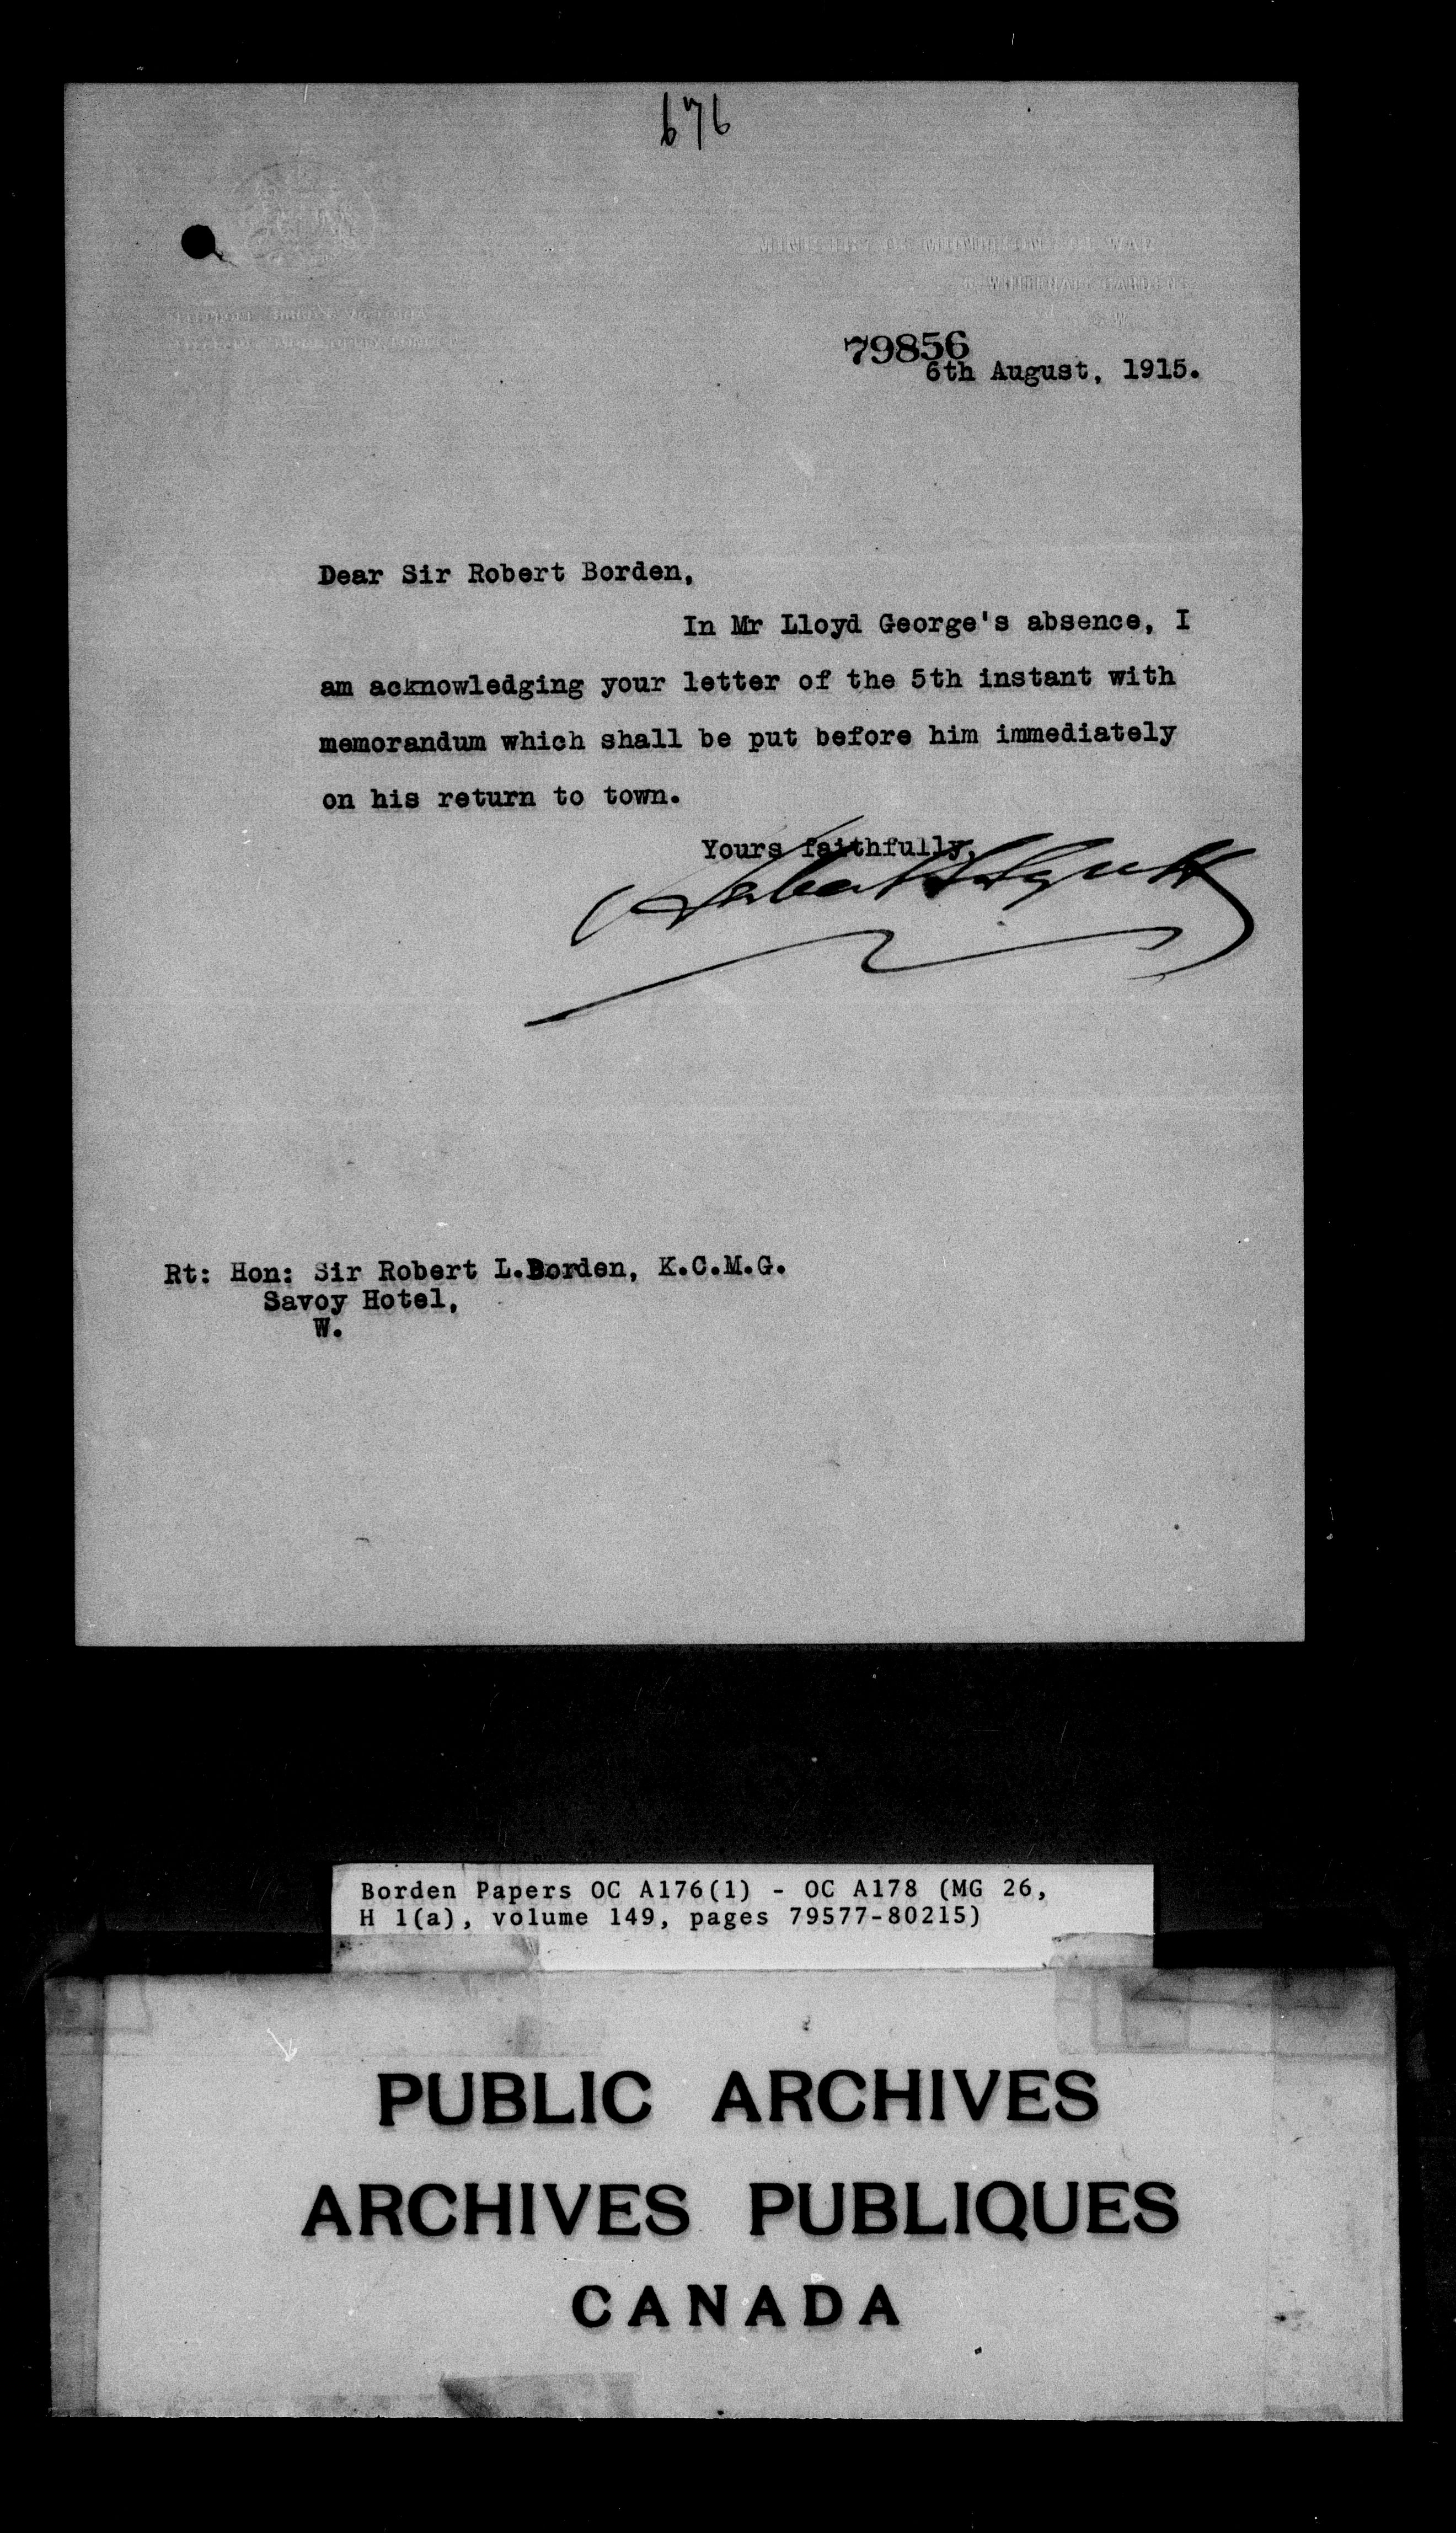 676
MINISTRY OF MUNITIONS OF WAR
WHITEHALL GARDENS
S.W.
79856
6th August, 1915.
Dear Sir Robert Borden,
In Mr Lloyd George's absence, I
am acknowledging your letter of the 5th instant with
memorandum which shall be put before him immediately
on his return to town.
Yours faithfully,
Rt: Hon: Sir Robert L.Borden, K.C.M.G.
Savoy Hotel,
W.
Borden Papers OC A176(1) - OC A178 (MG 26,
H 1(a), volume 149, pages 79577-80215)
PUBLIC ARCHIVES
ARCHIVES PUBLIQUES
CANADA